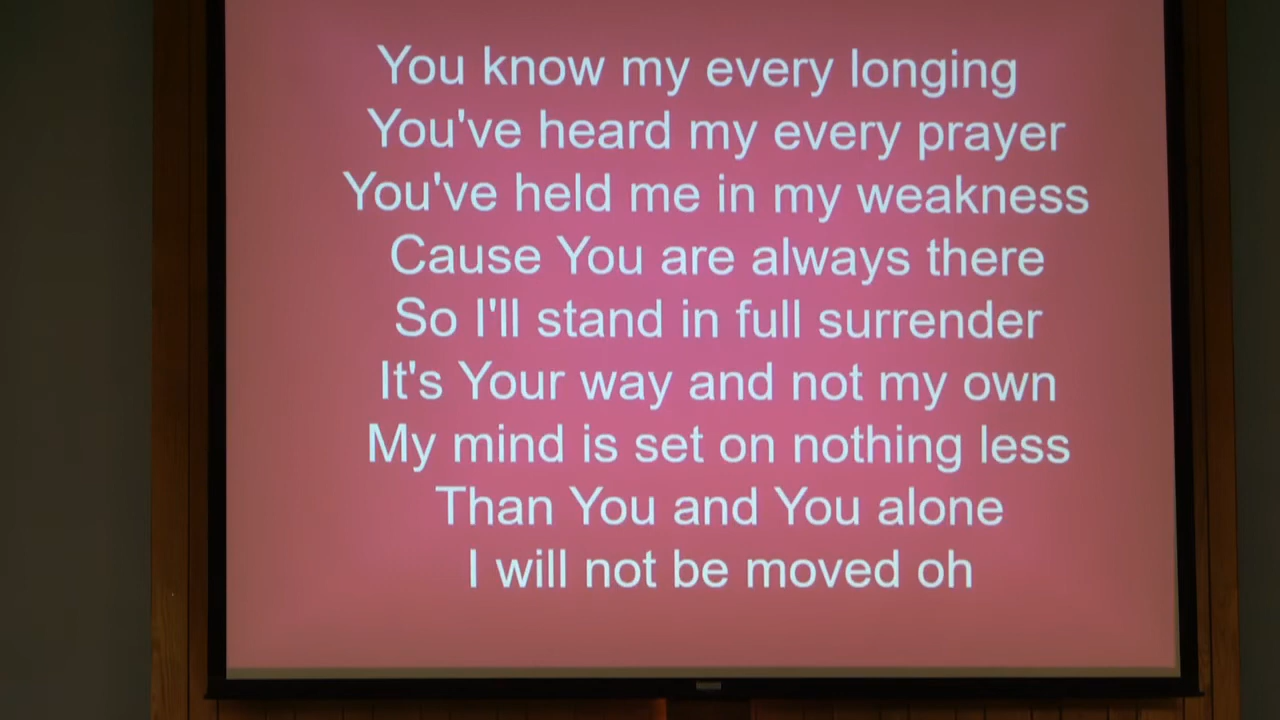 You know my every longing
You've heard my every prayer
You've held me in my weakness
Cause You are always there
So I'll stand in full surrender
It's Your way and not my own
My mind is set on nothing less
Than You and You alone
I will not be moved oh